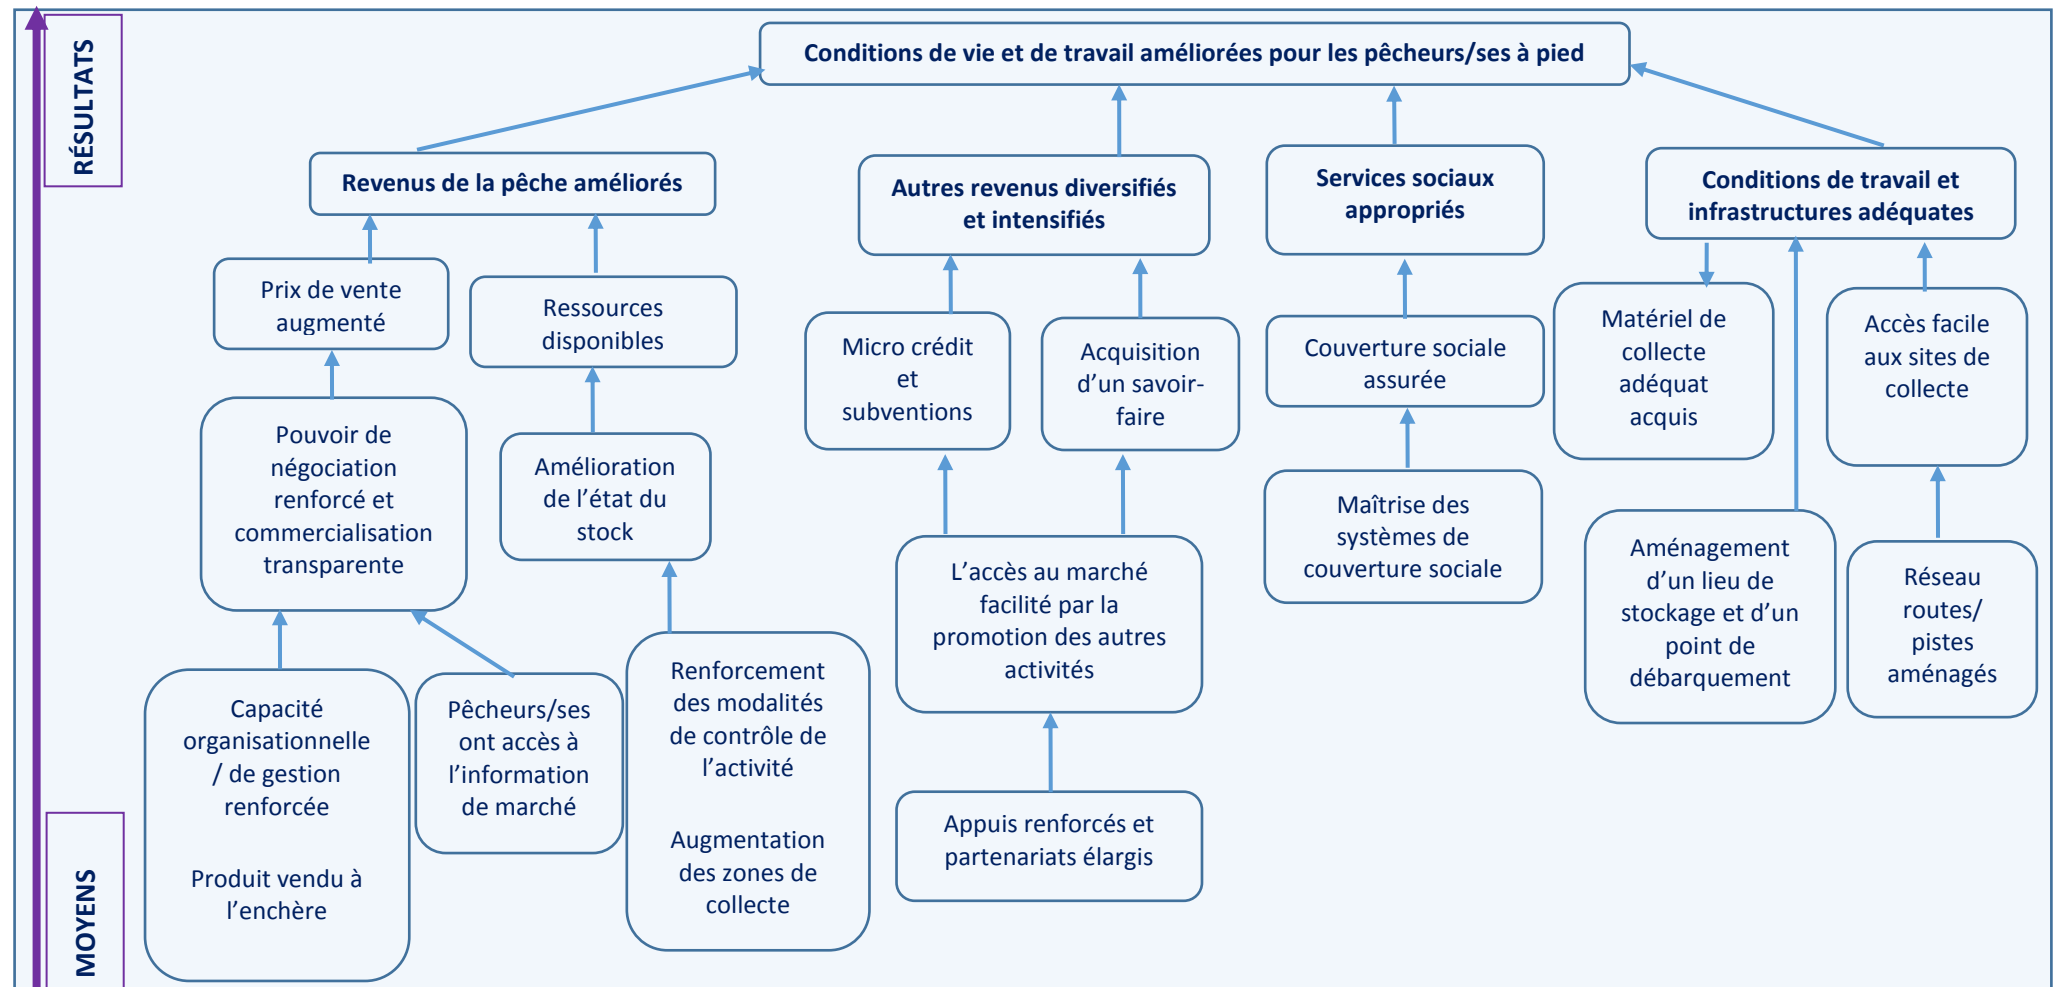 RÉSULTATS
Conditions de vie et de travail améliorées pour les pêcheurs/ses à pied
Revenus de la pêche améliorés
Autres revenus diversifiés
et intensifiés
Services sociaux
appropriés
Conditions de travail et
infrastructures adéquates
Prix de vente
augmenté
Ressources
disponibles
Micro crédit
et
subventions
Acquisition
d'un savoir-
faire
Couverture sociale
assurée
Matériel de
collecte
adéquat
acquis
Accès facile
aux sites de
collecte
Pouvoir de
négociation
renforcé et
commercialisation
transparente
Amélioration
de l'état du
stock
L'accès au marché
facilité par la
promotion des autres
activités
Maîtrise des
systèmes de
couverture sociale
Aménagement
d'un lieu de
stockage et d'un
point de
débarquement
Réseau
routes/
pistes
aménagés
Capacité
organisationnelle
/ de gestion
renforcée
Produit vendu à
l'enchère
Pêcheurs/ses
ont accès à
l'information
de marché
Renforcement
des modalités
de contrôle de
l'activité
Augmentation
des zones de
collecte
Appuis renforcés et
partenariats élargis
MOYENS